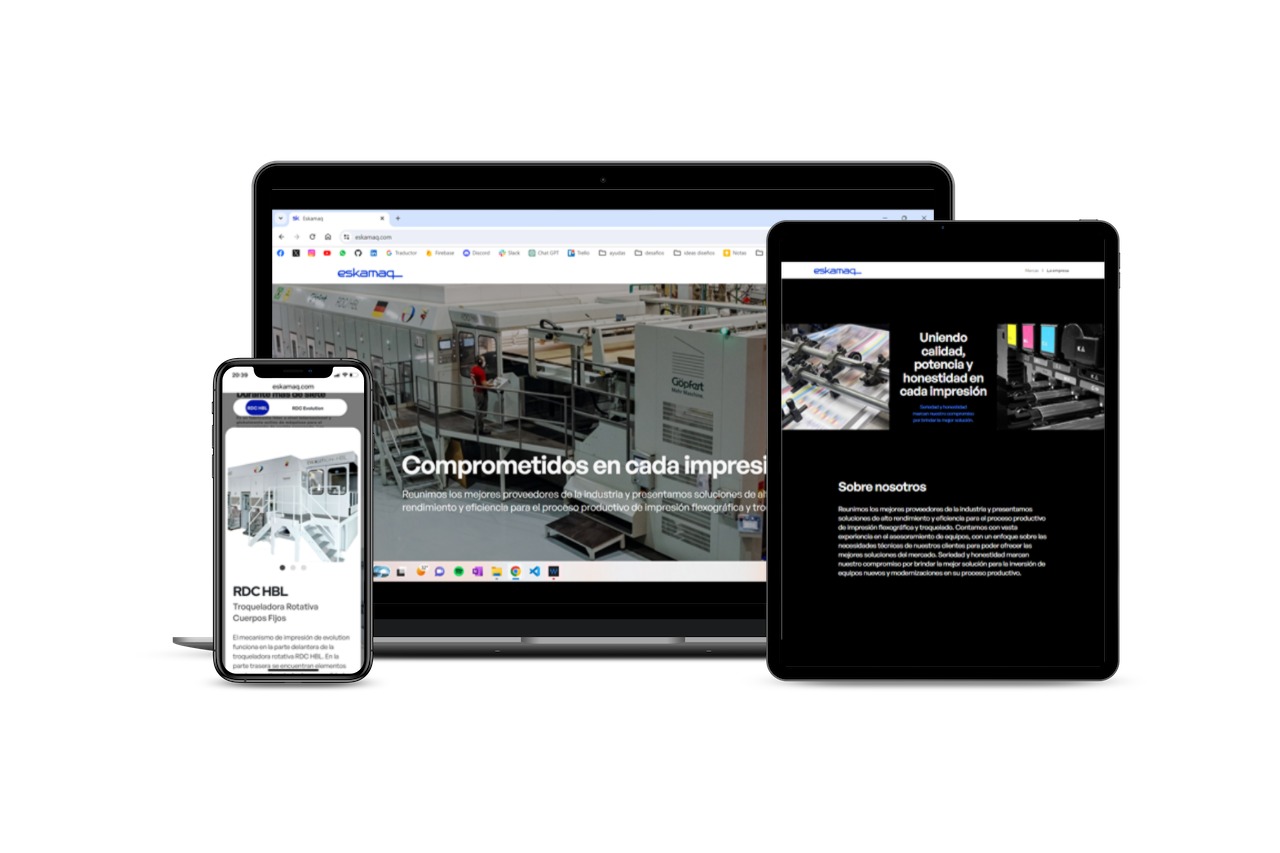 Eskamaq
eskamaq.com
Traductor
Firebase
Discord
Slack
Chat GPT
Trello
ayudas
desafios
ideas diseños
Notas
eskamaq_
Göpfert
Comprometidos en cada impresi
Reunimos los mejores proveedores de la industria y presentamos soluciones de al
rendimiento y eficiencia para el proceso productivo de impresión flexográfica y tro
20:39
eskamaq.com
Durante más de siete
RDC HBL
RDC Evolution
RDC HBL
Troqueladora Rotativa
Cuerpos Fijos
El mecanismo de impresión de evolution
funciona en la parte delantera de la
troqueladora rotativa RDC HBL. En la
parte trasera se encuentran elementos
eskamaq_
Marcas
La empresa
Uniendo
calidad,
potencia y
honestidad en
cada impresión
Seriedad y honestidad
marcan nuestro compromiso
por brindar la mejor solución.
Sobre nosotros
Reunimos los mejores proveedores de la industria y presentamos
soluciones de alto rendimiento y eficiencia para el proceso productivo
de impresión flexográfica y troquelado. Contamos con vasta
experiencia en el asesoramiento de equipos, con un enfoque sobre las
necesidades técnicas de nuestros clientes para poder ofrecer las
mejores soluciones del mercado. Seriedad y honestidad marcan
nuestro compromiso por brindar la mejor solución para la inversión de
equipos nuevos y modernizaciones en su proceso productivo.